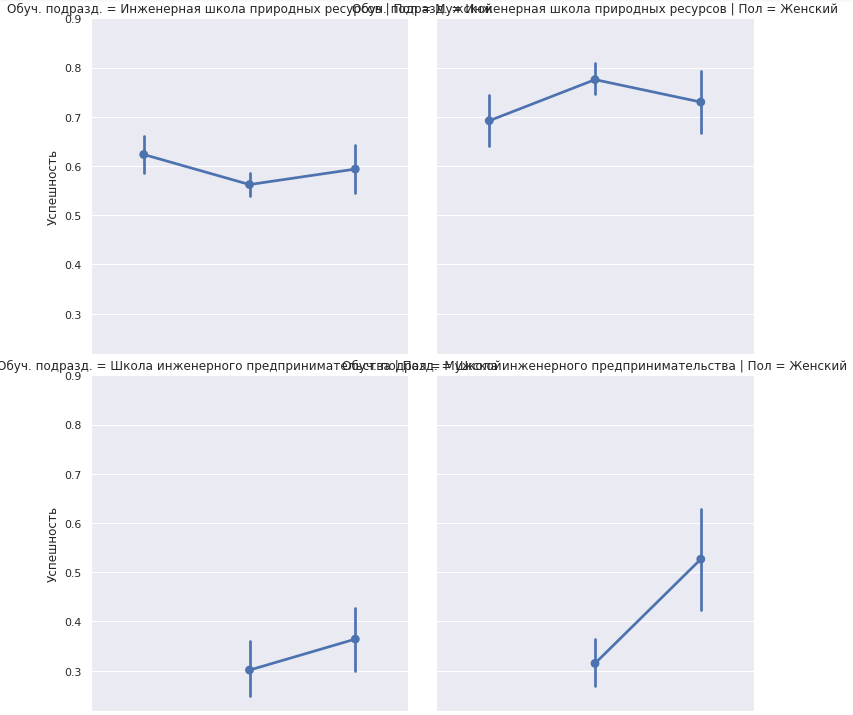 Обуч. подразд. = Инженерная школа природных ресурсов | Пол = Мужской
Обуч. подразд. = Инженерная школа природных ресурсов | Пол = Женский
0.9
0.8
0.7
0.6
0.5
0.4
0.3
Успешность
Обуч. подразд. = Школа инженерного предпринимательства | Пол = Мужской
Обуч. подразд. = Школа инженерного предпринимательства | Пол = Женский
0.9
0.8
0.7
0.6
0.5
0.4
0.3
Успешность